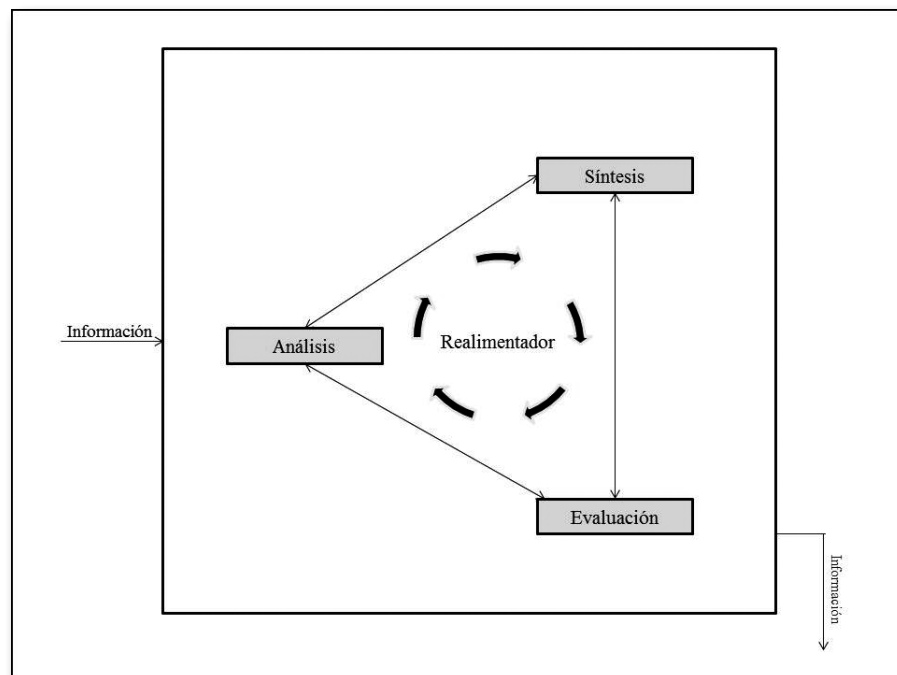 Síntesis
Información
Análisis
Realimentador
Evaluación
Información